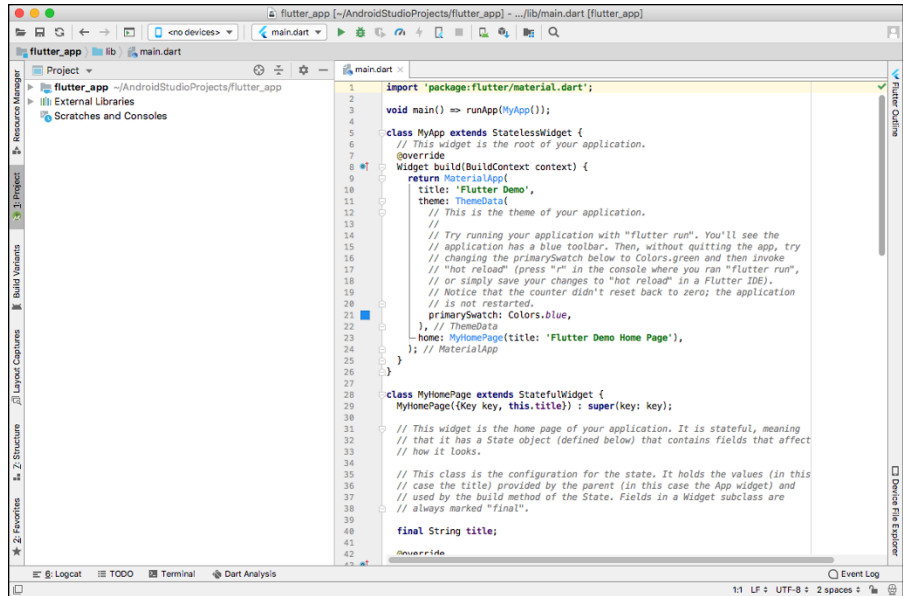 flutter_app [~/AndroidStudioProjects/flutter_app] - .../lib/main.dart [flutter_app]
<no devices> main.dart
flutter_app lib main.dart
Project
main.dart
flutter_app ~/AndroidStudioProjects/flutter_app
External Libraries
Scratches and Consoles
Resource Manager
1: Project
Build Variants
Layout Captures
Z: Structure
2: Favorites
1 import 'package:flutter/material.dart';
2
3 void main() => runApp(MyApp());
4
5 class MyApp extends StatelessWidget {
6 // This widget is the root of your application.
7 @override
8 Widget build(BuildContext context) {
9 return MaterialApp(
10 title: 'Flutter Demo',
11 theme: ThemeData(
12 // This is the theme of your application.
13 //
14 // Try running your application with "flutter run". You'll see the
15 // application has a blue toolbar. Then, without quitting the app, try
16 // changing the primarySwatch below to Colors.green and then invoke
17 // "hot reload" (press "r" in the console where you ran "flutter run",
18 // or simply save your changes to "hot reload" in a Flutter IDE).
19 // Notice that the counter didn't reset back to zero; the application
20 // is not restarted.
21 primarySwatch: Colors.blue,
22 ), // ThemeData
23 home: MyHomePage(title: 'Flutter Demo Home Page'),
24 ); // MaterialApp
25 }
26 }
27
28 class MyHomePage extends StatefulWidget {
29 MyHomePage({Key key, this.title}) : super(key: key);
30
31 // This widget is the home page of your application. It is stateful, meaning
32 // that it has a State object (defined below) that contains fields that affect
33 // how it looks.
34
35 // This class is the configuration for the state. It holds the values (in this
36 // case the title) provided by the parent (in this case the App widget) and
37 // used by the build method of the State. Fields in a Widget subclass are
38 // always marked "final".
39
40 final String title;
41
42 @override
Flutter Outline
Device File Explorer
6: Logcat TODO Terminal Dart Analysis Event Log
1:1 LF UTF-8 2 spaces